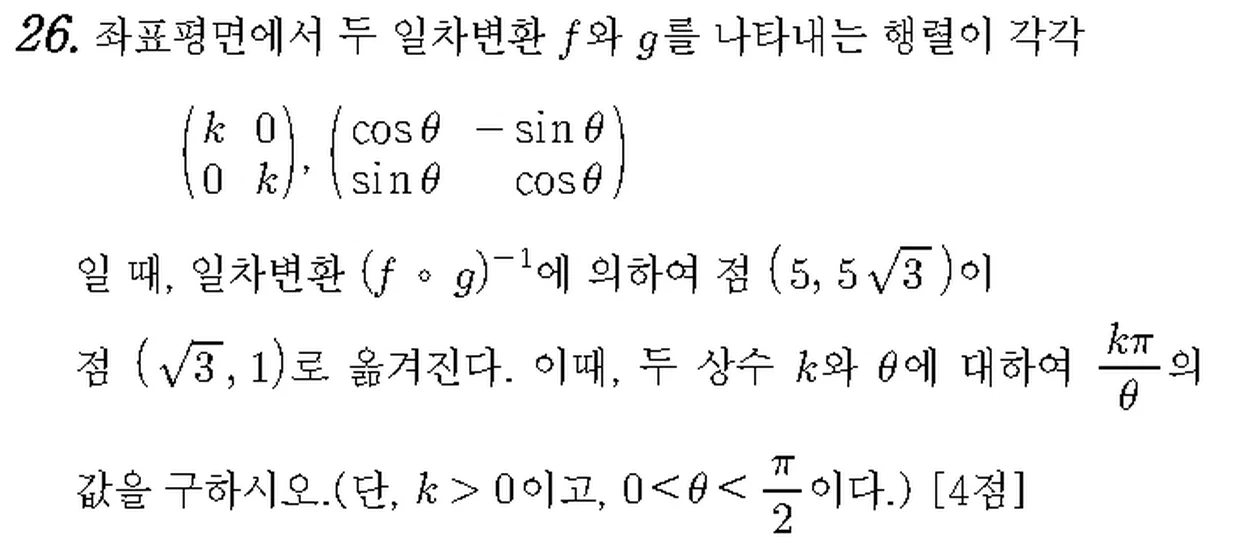 26. 좌표평면에서 두 일차변환 f와 g를 나타내는 행렬이 각각
(k 0
0 k), (cosθ −sinθ
sinθ cosθ)
일 때, 일차변환 (f ∘ g)⁻¹에 의하여 점 (5, 5√3)이
점 (√3, 1)로 옮겨진다. 이때, 두 상수 k와 θ에 대하여 kπ/θ의
값을 구하시오.(단, k > 0이고, 0<θ<π/2이다.) [4점]